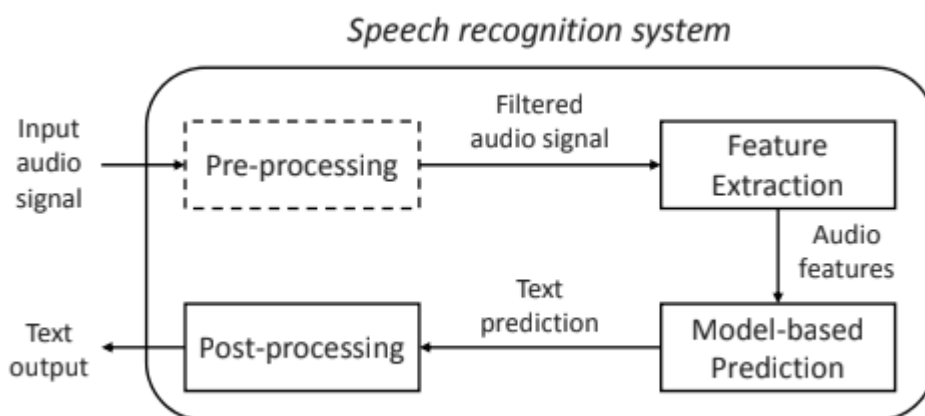 Speech recognition system
Input
audio
signal
Pre-processing
Filtered
audio signal
Feature
Extraction
Audio
features
Model-based
Prediction
Text
prediction
Post-processing
Text
output